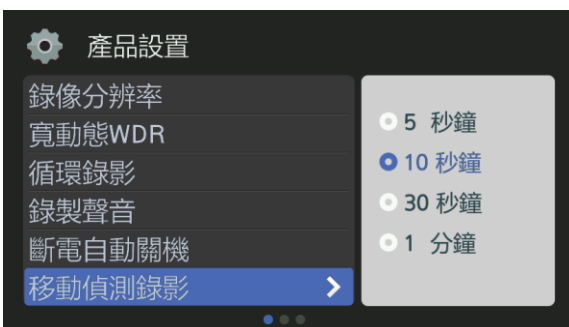 產品設置
錄像分辨率
寬動態WDR
循環錄影
錄製聲音
斷電自動關機
移動偵測錄影
5 秒鐘
10 秒鐘
30 秒鐘
1 分鐘